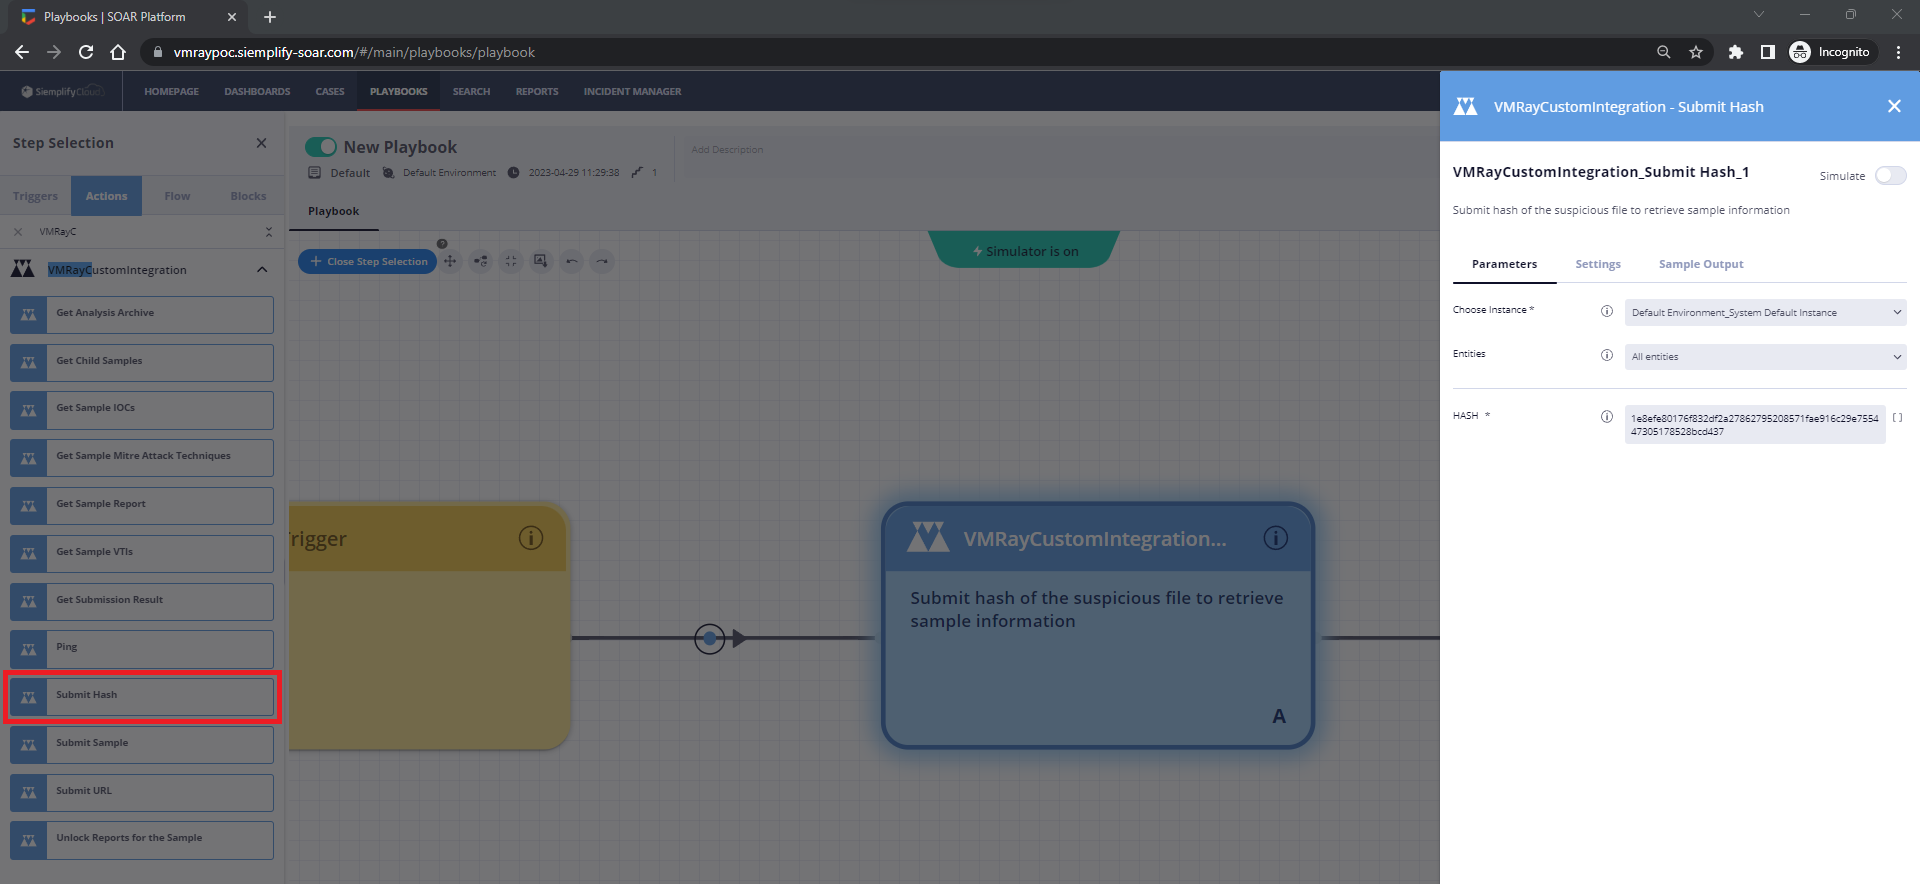 Playbooks | SOAR Platform
vmraypoc.siemplify-soar.com/#/main/playbooks/playbook
Incognito
SiemplifyCloud
HOMEPAGE
DASHBOARDS
CASES
PLAYBOOKS
SEARCH
REPORTS
INCIDENT MANAGER
Step Selection
Triggers
Actions
Flow
Blocks
VMRayC
VMRayCustomIntegration
Get Analysis Archive
Get Child Samples
Get Sample IOCs
Get Sample Mitre Attack Techniques
Get Sample Report
Get Sample VTIs
Get Submission Result
Ping
Submit Hash
Submit Sample
Submit URL
Unlock Reports for the Sample
New Playbook
Default
Default Environment
2023-04-29 11:29:38
1
Add Description
Playbook
Close Step Selection
Simulator is on
Trigger
VMRayCustomIntegration...
Submit hash of the suspicious file to retrieve
sample information
A
VMRayCustomIntegration - Submit Hash
VMRayCustomIntegration_Submit Hash_1
Simulate
Submit hash of the suspicious file to retrieve sample information
Parameters
Settings
Sample Output
Choose Instance *
Default Environment_System Default Instance
Entities
All entities
HASH *
1e8efe80176f832df2a27862795208571fae916c29e7554
47305178528bcd437
[ ]